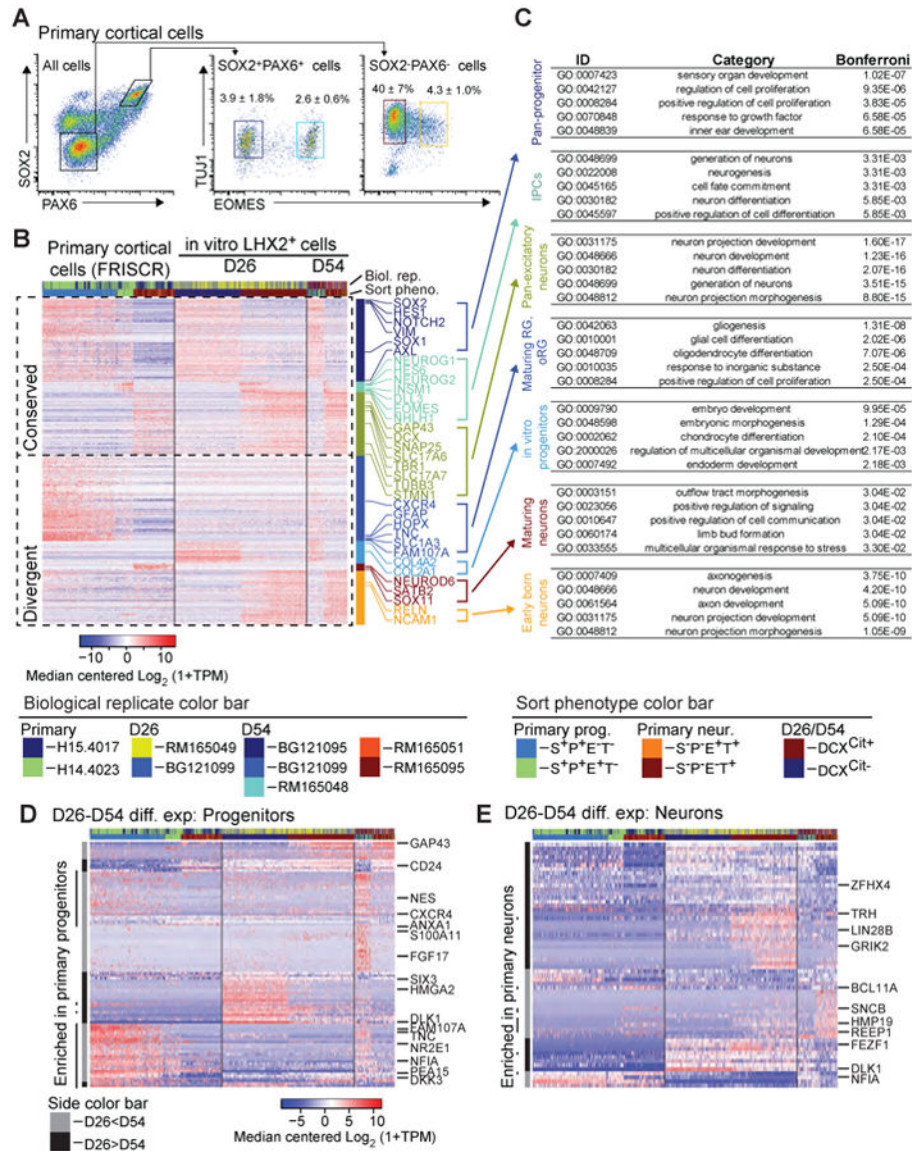 A
Primary cortical cells
All cells
SOX2
PAX6
SOX2+PAX6+ cells
3.9 ± 1.8%
2.6 ± 0.6%
TUJ1
EOMES
SOX2-PAX6- cells
40 ± 7%
4.3 ± 1.0%
B
Primary cortical
cells (FRISCR)
in vitro LHX2+ cells
D26
D54
Biol. rep.
Sort pheno.
Conserved
Divergent
SOX2
HES1
NOTCH2
VIM
SOX1
AXL
NEUROG1
HES6
NEUROG2
INSM1
DLL3
EOMES
NHLH1
GAP43
DCX
SNAP25
SLC17A6
TBR1
SLC17A7
TUBB3
STMN1
CXCR4
GFAP
HOPX
TNC
SLC1A3
FAM107A
COL4A2
COL2A1
NEUROD6
SATB2
SOX11
RELN
NCAM1
-10 -5 0 5 10
Median centered Log2 (1+TPM)
C
ID Category Bonferroni
Pan-progenitor
GO:0007423 sensory organ development 1.02E-07
GO:0042127 regulation of cell proliferation 9.35E-06
GO:0008284 positive regulation of cell proliferation 3.83E-05
GO:0070848 response to growth factor 6.58E-05
GO:0048839 inner ear development 6.58E-05
IPCs
GO:0048699 generation of neurons 3.31E-03
GO:0022008 neurogenesis 3.31E-03
GO:0045165 cell fate commitment 3.31E-03
GO:0030182 neuron differentiation 5.85E-03
GO:0045597 positive regulation of cell differentiation 5.85E-03
Pan-excitatory
neurons
GO:0031175 neuron projection development 1.60E-17
GO:0048666 neuron development 1.23E-16
GO:0030182 neuron differentiation 2.07E-16
GO:0048699 generation of neurons 3.51E-15
GO:0048812 neuron projection morphogenesis 8.80E-15
Maturing RG,
oRG
GO:0042063 gliogenesis 1.31E-08
GO:0010001 glial cell differentiation 2.02E-06
GO:0048709 oligodendrocyte differentiation 7.07E-06
GO:0010035 response to inorganic substance 2.50E-04
GO:0008284 positive regulation of cell proliferation 2.50E-04
in vitro
progenitors
GO:0009790 embryo development 9.95E-05
GO:0048598 embryonic morphogenesis 1.29E-04
GO:0002062 chondrocyte differentiation 2.10E-04
GO:2000026 regulation of multicellular organismal development 2.17E-03
GO:0007492 endoderm development 2.18E-03
Maturing
neurons
GO:0003151 outflow tract morphogenesis 3.04E-02
GO:0023056 positive regulation of signaling 3.04E-02
GO:0010647 positive regulation of cell communication 3.04E-02
GO:0060174 limb bud formation 3.04E-02
GO:0033555 multicellular organismal response to stress 3.30E-02
Early born
neurons
GO:0007409 axonogenesis 3.75E-10
GO:0048666 neuron development 4.20E-10
GO:0061564 axon development 5.09E-10
GO:0031175 neuron projection development 5.09E-10
GO:0048812 neuron projection morphogenesis 1.05E-09
Biological replicate color bar
Primary D26 D54
–H15.4017 –RM165049 –BG121095 –RM165051
–H14.4023 –BG121099 –BG121099 –RM165095
–RM165048
Sort phenotype color bar
Primary prog. Primary neur. D26/D54
–S+P+E-T- –S-P-E+T+ –DCXCit+
–S+P+E+T- –S-P-E-T+ –DCXCit-
D D26-D54 diff. exp: Progenitors
Enriched in primary progenitors
GAP43
CD24
NES
CXCR4
ANXA1
S100A11
FGF17
SIX3
HMGA2
DLK1
FAM107A
TNC
NR2E1
NFIA
PEA15
DKK3
Side color bar
–D26<D54
–D26>D54
-5 0 5 10
Median centered Log2 (1+TPM)
E D26-D54 diff. exp: Neurons
Enriched in primary neurons
ZFHX4
TRH
LIN28B
GRIK2
BCL11A
SNCB
HMP19
REEP1
FEZF1
DLK1
NFIA